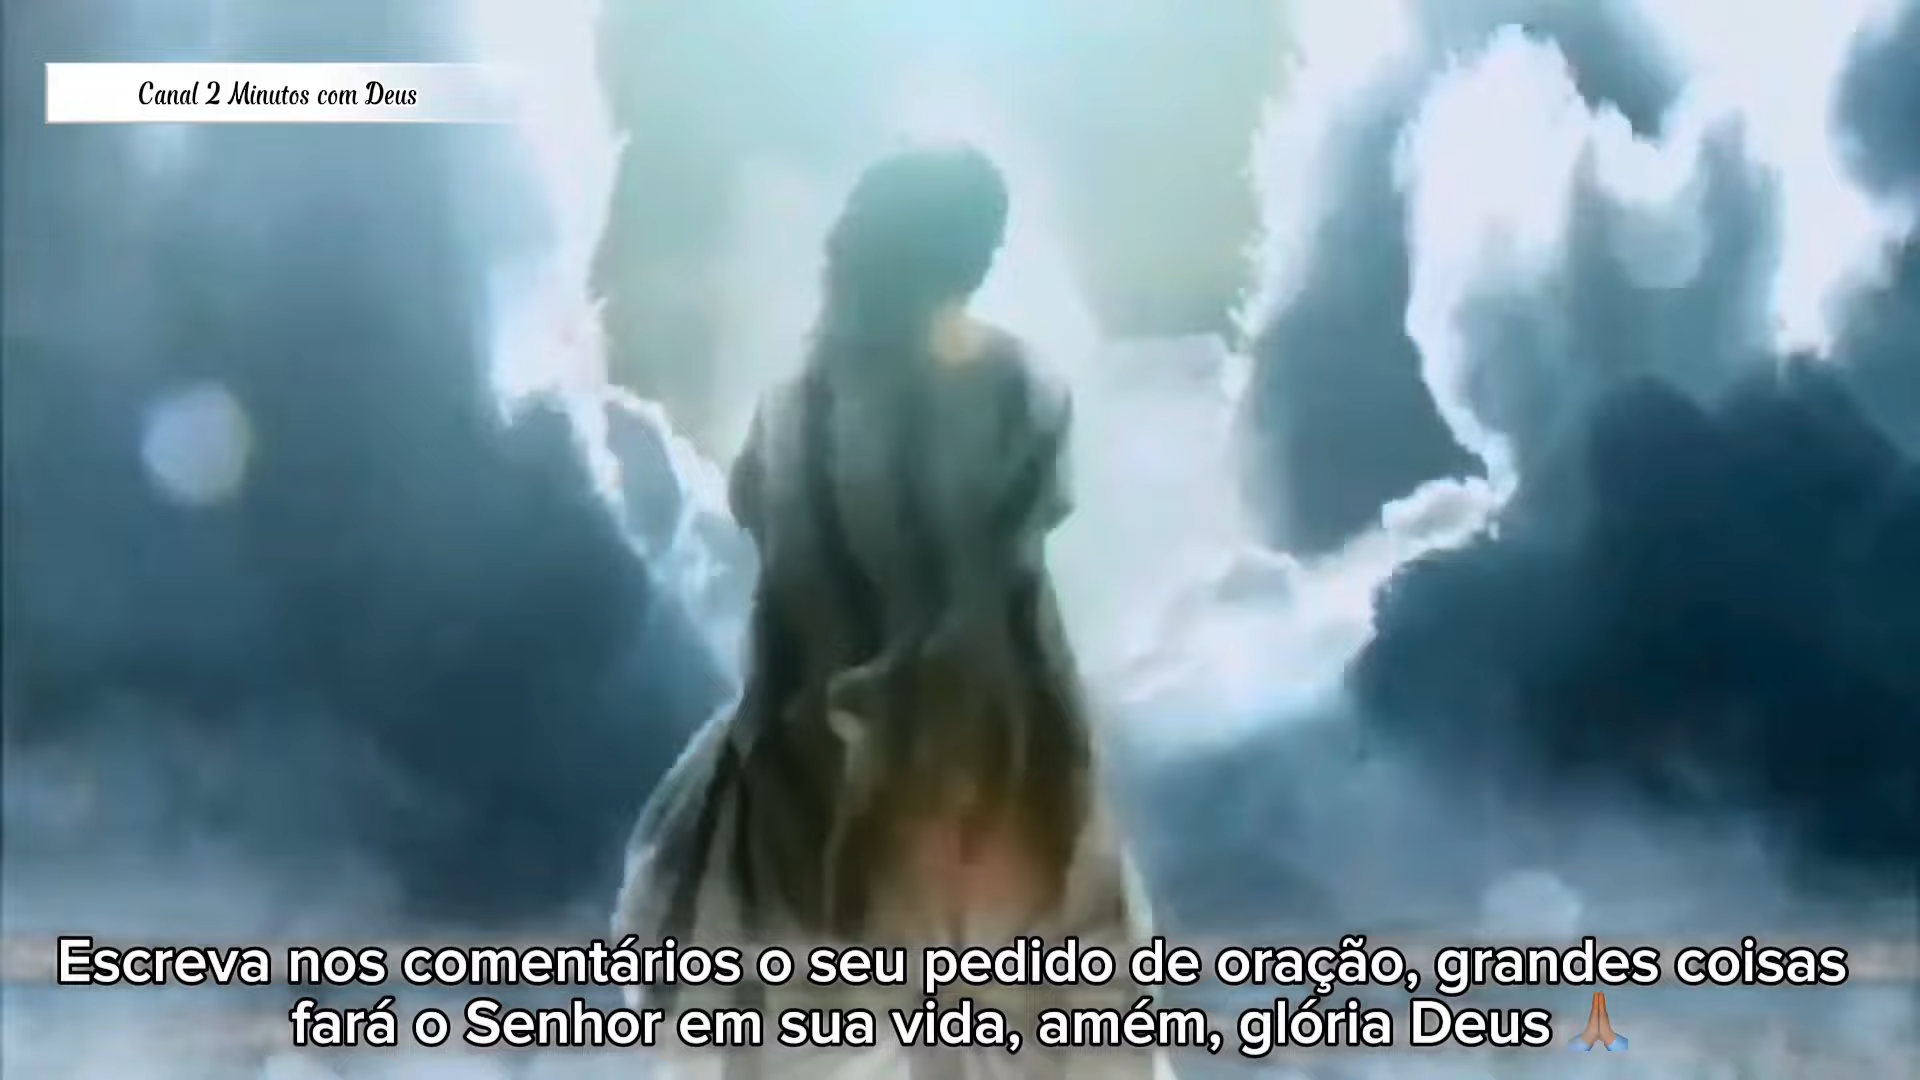 Canal 2 Minutos com Deus
Escreva nos comentários o seu pedido de oração, grandes coisas
fará o Senhor em sua vida, amém, glória Deus 🙏🏽